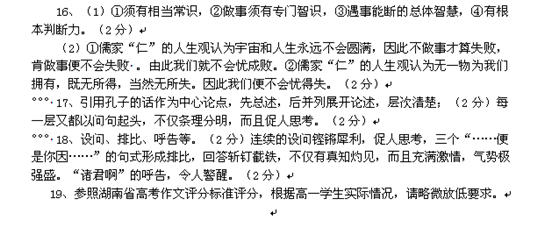 16、（1）①须有相当常识，②做事须有专门智识，③遇事能断的总体智慧，④有根
本判断力。（2 分）
（2）①儒家“仁”的人生观认为宇宙和人生永远不会圆满，因此不做事才算失败，
肯做事便不会失败·。由此我们就不会忧成败。②儒家“仁”的人生观认为无一物为我们
拥有，既无所得，当然无所失。因此我们便不会忧得失。（2 分）
°°°·17、引用孔子的话作为中心论点，先总述，后并列展开论述，层次清楚；（2 分）每
一层又都以问句起头，不仅条理分明，而且促人思考。（2 分）
°°°·18、设问、排比、呼告等。（2 分）连续的设问铿锵犀利，促人思考，三个“……便
是你因……”的句式形成排比，回答斩钉截铁，不仅有真知灼见，而且充满激情，气势极
强盛。“诸君啊”的呼告，令人警醒。（2 分）
19、参照湖南省高考作文评分标准评分，根据高一学生实际情况，请略微放低要求。↵
↵